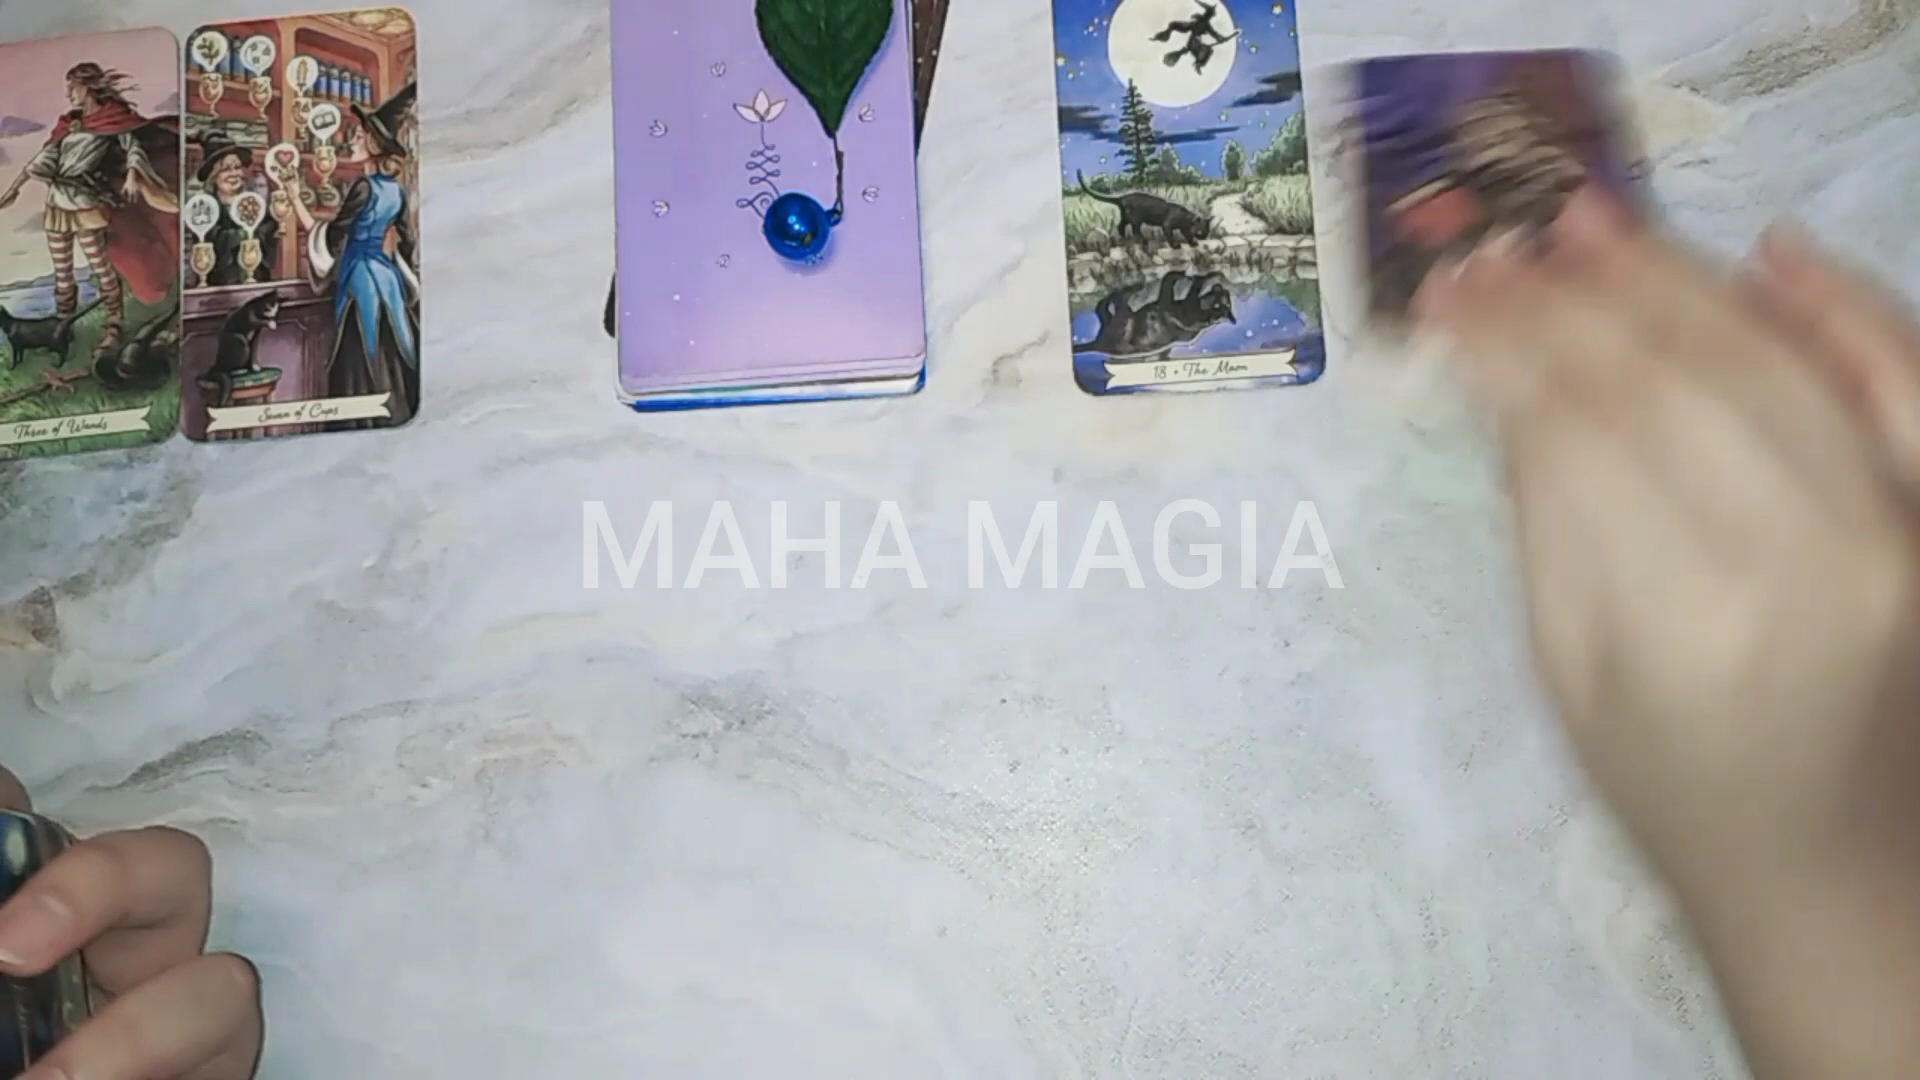 Three of Wands
Seven of Cups
18 • The Moon
MAHA MAGIA